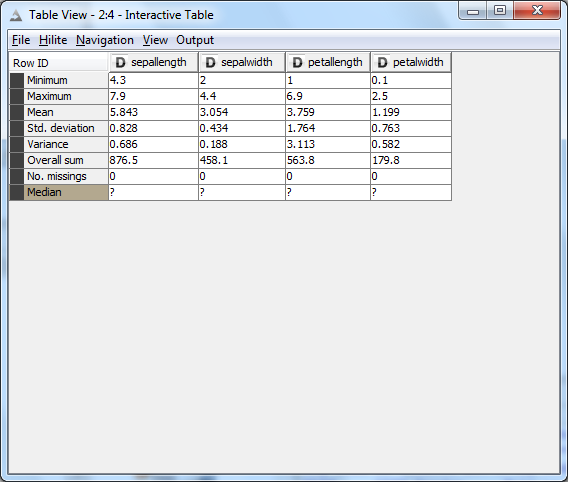 Table View - 2:4 - Interactive Table
File Hilite Navigation View Output
Row ID D sepallength D sepalwidth D petallength D petalwidth
Minimum 4.3 2 1 0.1
Maximum 7.9 4.4 6.9 2.5
Mean 5.843 3.054 3.759 1.199
Std. deviation 0.828 0.434 1.764 0.763
Variance 0.686 0.188 3.113 0.582
Overall sum 876.5 458.1 563.8 179.8
No. missings 0 0 0 0
Median ? ? ? ?